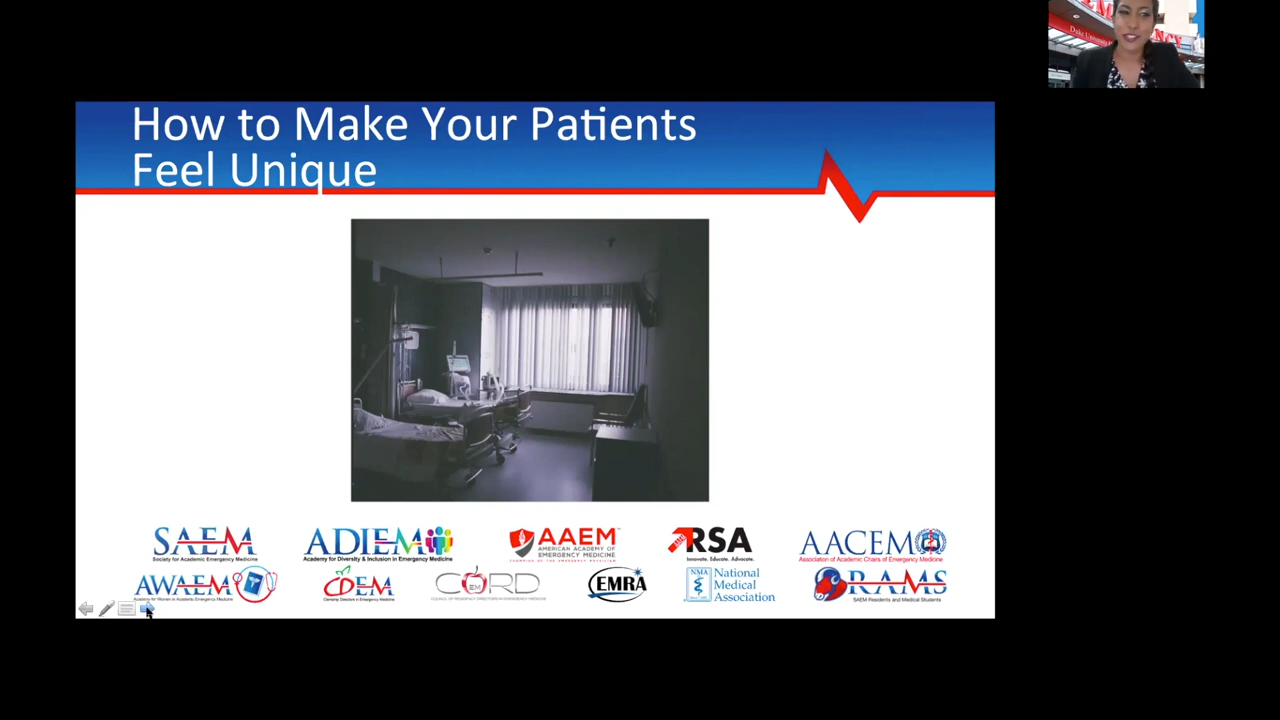 Duke Univers
NCY
How to Make Your Patients
Feel Unique
SAEM
Society for Academic Emergency Medicine
ADIEM
Academy for Diversity & Inclusion in Emergency Medicine
AAEM
AMERICAN ACADEMY OF
EMERGENCY MEDICINE
CHAMPION OF THE EMERGENCY PHYSICIAN
RSA
Innovate. Educate. Advocate.
AACEM
Association of Academic Chairs of Emergency Medicine
AWAEM
Academy for Women in Academic Emergency Medicine
CDEM
Clerkship Directors in Emergency Medicine
CORD
EM
COUNCIL OF RESIDENCY DIRECTORS IN EMERGENCY MEDICINE
EMRA
NMA
National
Medical
Association
RAMS
SAEM Residents and Medical Students